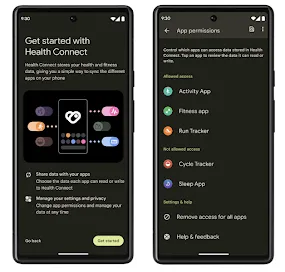 9:30
Get started with
Health Connect
Health Connect stores your health and fitness
data, giving you a simple way to sync the different
apps on your phone
Share data with your apps
Choose the data each app can read or write
to Health Connect
Manage your settings and privacy
Change app permissions and manage your
data at any time
Go back
Get started
9:30
App permissions
Control which apps can access data stored in Health
Connect. Tap an app to review the data it can read or
write.
Allowed access
Activity App
Fitness app
Run Tracker
Not allowed access
Cycle Tracker
Sleep App
Settings & help
Remove access for all apps
Help & feedback